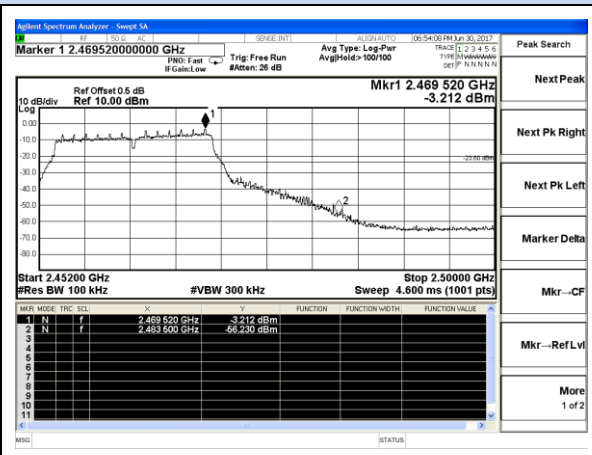 Agilent Spectrum Analyzer - Swept SA
RF 50 Ω AC SENSE:INT ALIGN AUTO 06:54:08 PM Jun 30, 2017
Marker 1 2.469520000000 GHz
PNO: Fast Trig: Free Run Avg Type: Log-Pwr TRACE 1 2 3 4 5 6
IFGain:Low #Atten: 26 dB Avg|Hold:> 100/100 TYPE M
DET P N N N N N
Peak Search
Ref Offset 0.5 dB Mkr1 2.469 520 GHz
10 dB/div Ref 10.00 dBm -3.212 dBm
Log
0.00
-10.0
-20.0
-30.0
-40.0
-50.0
-60.0
-70.0
-80.0
1
-23.60 dBm
2
Start 2.45200 GHz Stop 2.50000 GHz
#Res BW 100 kHz #VBW 300 kHz Sweep 4.600 ms (1001 pts)
MKR MODE TRC SCL X Y FUNCTION FUNCTION WIDTH FUNCTION VALUE
1 N f 2.469 520 GHz -3.212 dBm
2 N f 2.483 500 GHz -56.230 dBm
3
4
5
6
7
8
9
10
11
MSG STATUS
Next Peak
Next Pk Right
Next Pk Left
Marker Delta
Mkr→CF
Mkr→Ref Lvl
More
1 of 2